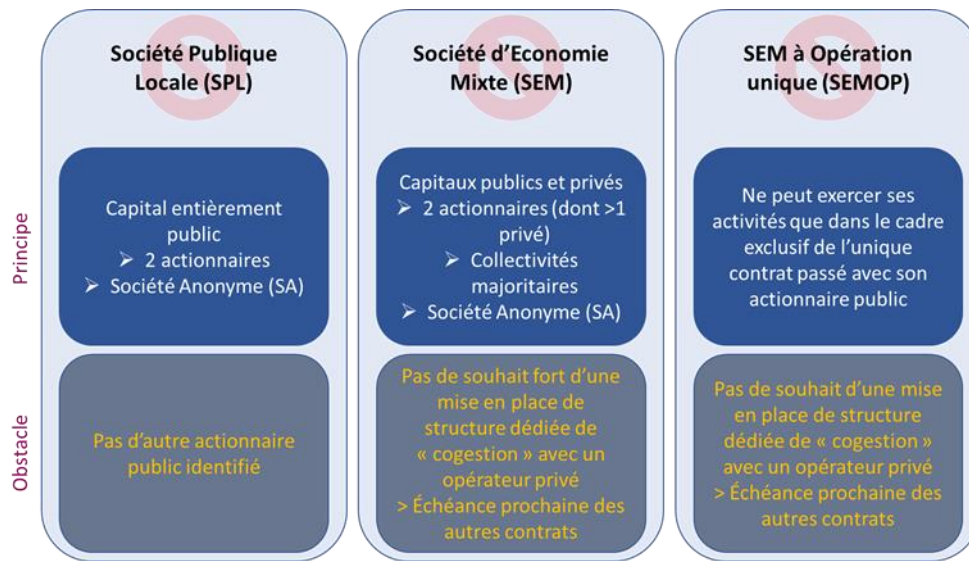 Société Publique
Locale (SPL)
Société d’Economie
Mixte (SEM)
SEM à Opération
unique (SEMOP)
Principe
Capital entièrement
public
➢ 2 actionnaires
➢ Société Anonyme (SA)
Capitaux publics et privés
➢ 2 actionnaires (dont >1
privé)
➢ Collectivités
majoritaires
➢ Société Anonyme (SA)
Ne peut exercer ses
activités que dans le cadre
exclusif de l’unique
contrat passé avec son
actionnaire public
Obstacle
Pas d’autre actionnaire
public identifié
Pas de souhait fort d’une
mise en place de
structure dédiée de
« cogestion » avec un
opérateur privé
> Échéance prochaine des
autres contrats
Pas de souhait d’une mise
en place de structure
dédiée de « cogestion »
avec un opérateur privé
> Échéance prochaine des
autres contrats